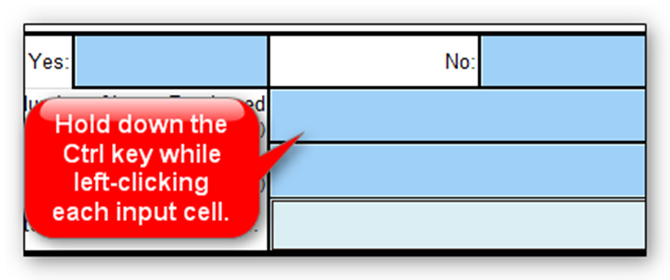 Yes: No:
Hold down the
Ctrl key while
left-clicking
each input cell.